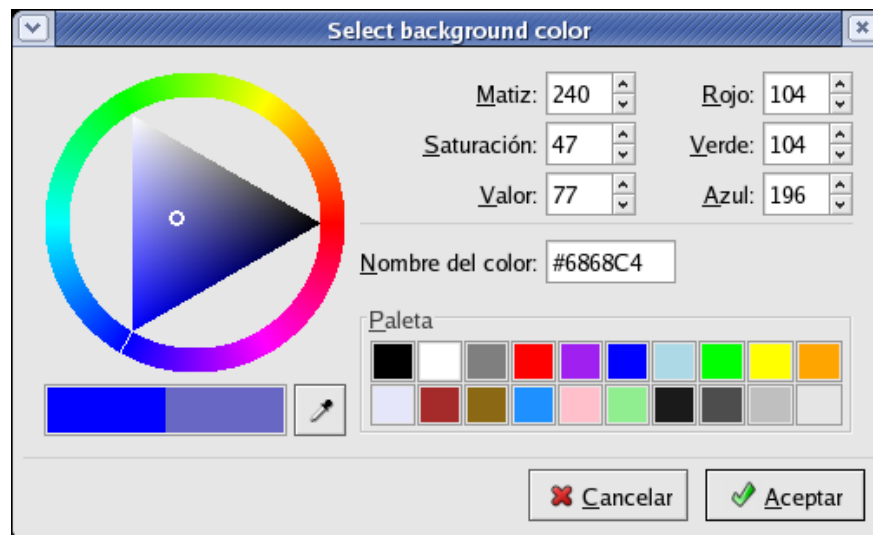 Select background color
Matiz: 240 Rojo: 104
Saturación: 47 Verde: 104
Valor: 77 Azul: 196
Nombre del color: #6868C4
Paleta
Cancelar Aceptar